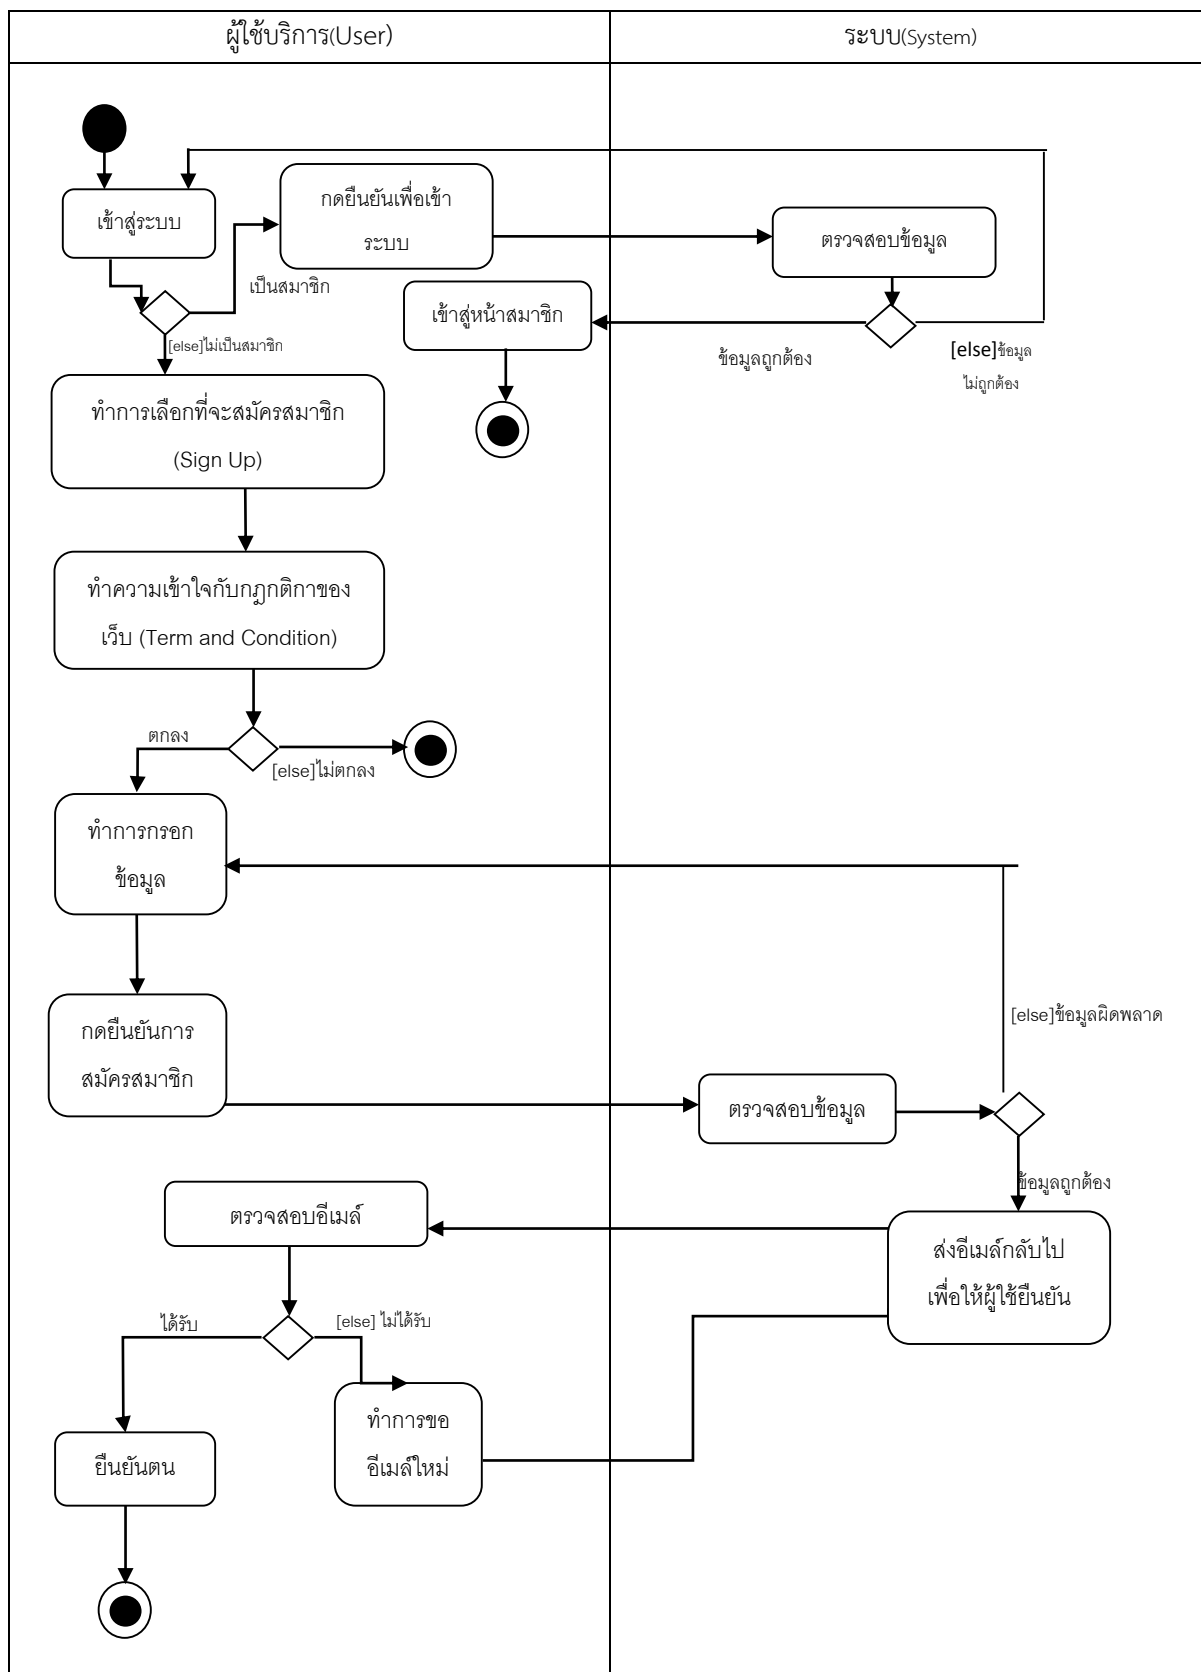 ผู้ใช้บริการ(User)
ระบบ(System)
เข้าสู่ระบบ
กดยืนยันเพื่อเข้า
ระบบ
ตรวจสอบข้อมูล
เป็นสมาชิก
เข้าสู่หน้าสมาชิก
[else]ไม่เป็นสมาชิก
ข้อมูลถูกต้อง
[else]ข้อมูล
ไม่ถูกต้อง
ทำการเลือกที่จะสมัครสมาชิก
(Sign Up)
ทำความเข้าใจกับกฎกติกาของ
เว็บ (Term and Condition)
ตกลง
[else]ไม่ตกลง
ทำการกรอก
ข้อมูล
[else]ข้อมูลผิดพลาด
กดยืนยันการ
สมัครสมาชิก
ตรวจสอบข้อมูล
ข้อมูลถูกต้อง
ตรวจสอบอีเมล์
ส่งอีเมล์กลับไป
เพื่อให้ผู้ใช้ยืนยัน
ได้รับ
[else] ไม่ได้รับ
ทำการขอ
อีเมล์ใหม่
ยืนยันตน